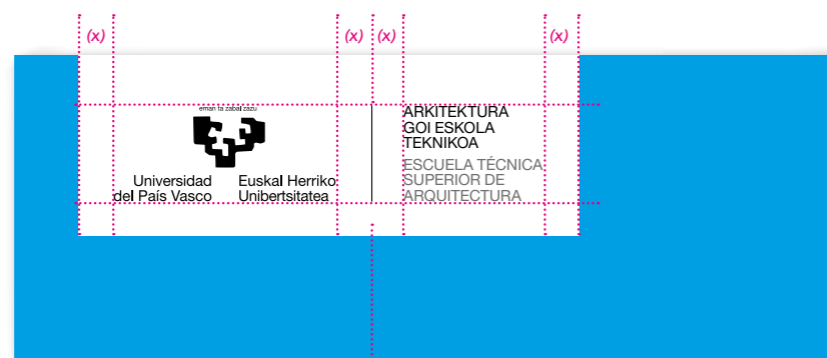 (x) (x) (x) (x)
eman ta zabal zazu
Universidad
del País Vasco
Euskal Herriko
Unibertsitatea
ARKITEKTURA
GOI ESKOLA
TEKNIKOA
ESCUELA TÉCNICA
SUPERIOR DE
ARQUITECTURA